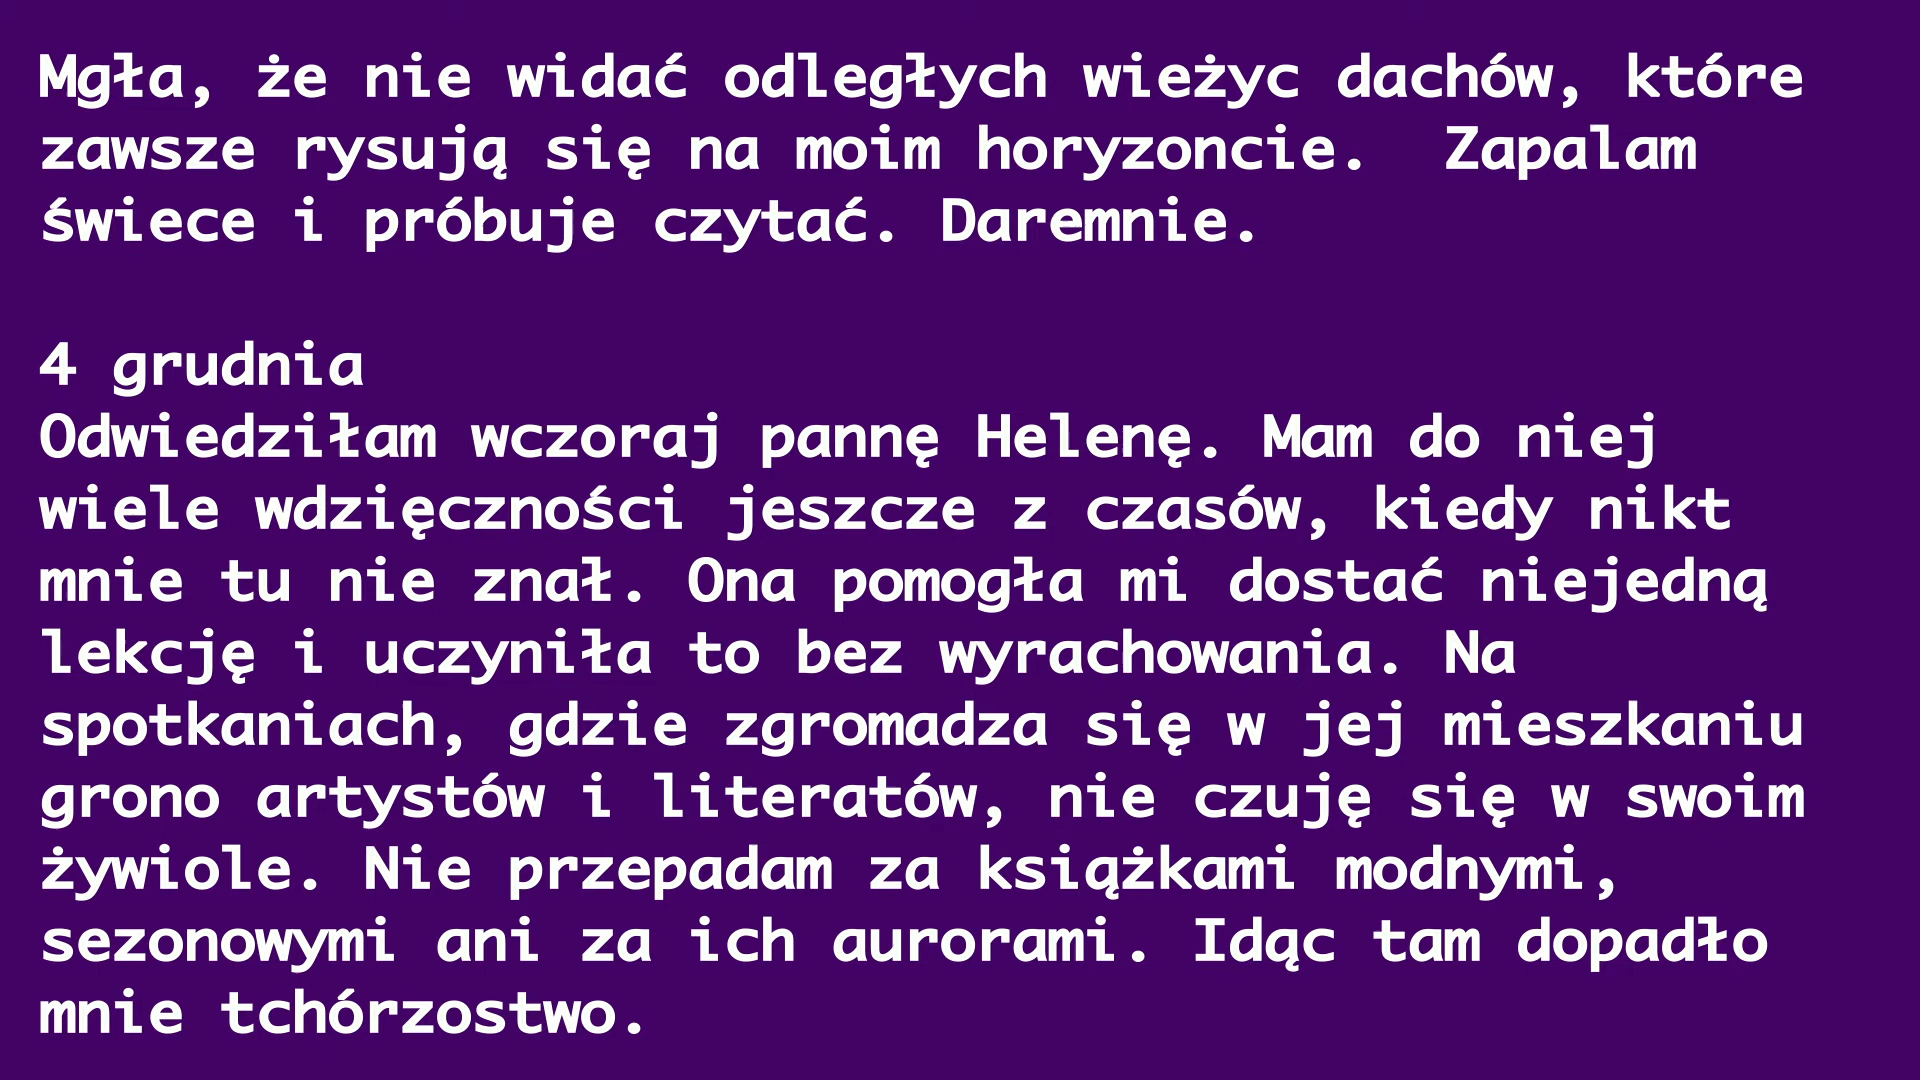 Mgła, że nie widać odległych wieżyc dachów, które
zawsze rysują się na moim horyzoncie.  Zapalam
świece i próbuje czytać. Daremnie.

4 grudnia
Odwiedziłam wczoraj pannę Helenę. Mam do niej
wiele wdzięczności jeszcze z czasów, kiedy nikt
mnie tu nie znał. Ona pomogła mi dostać niejedną
lekcję i uczyniła to bez wyrachowania. Na
spotkaniach, gdzie zgromadza się w jej mieszkaniu
grono artystów i literatów, nie czuję się w swoim
żywiole. Nie przepadam za książkami modnymi,
sezonowymi ani za ich aurorami. Idąc tam dopadło
mnie tchórzostwo.